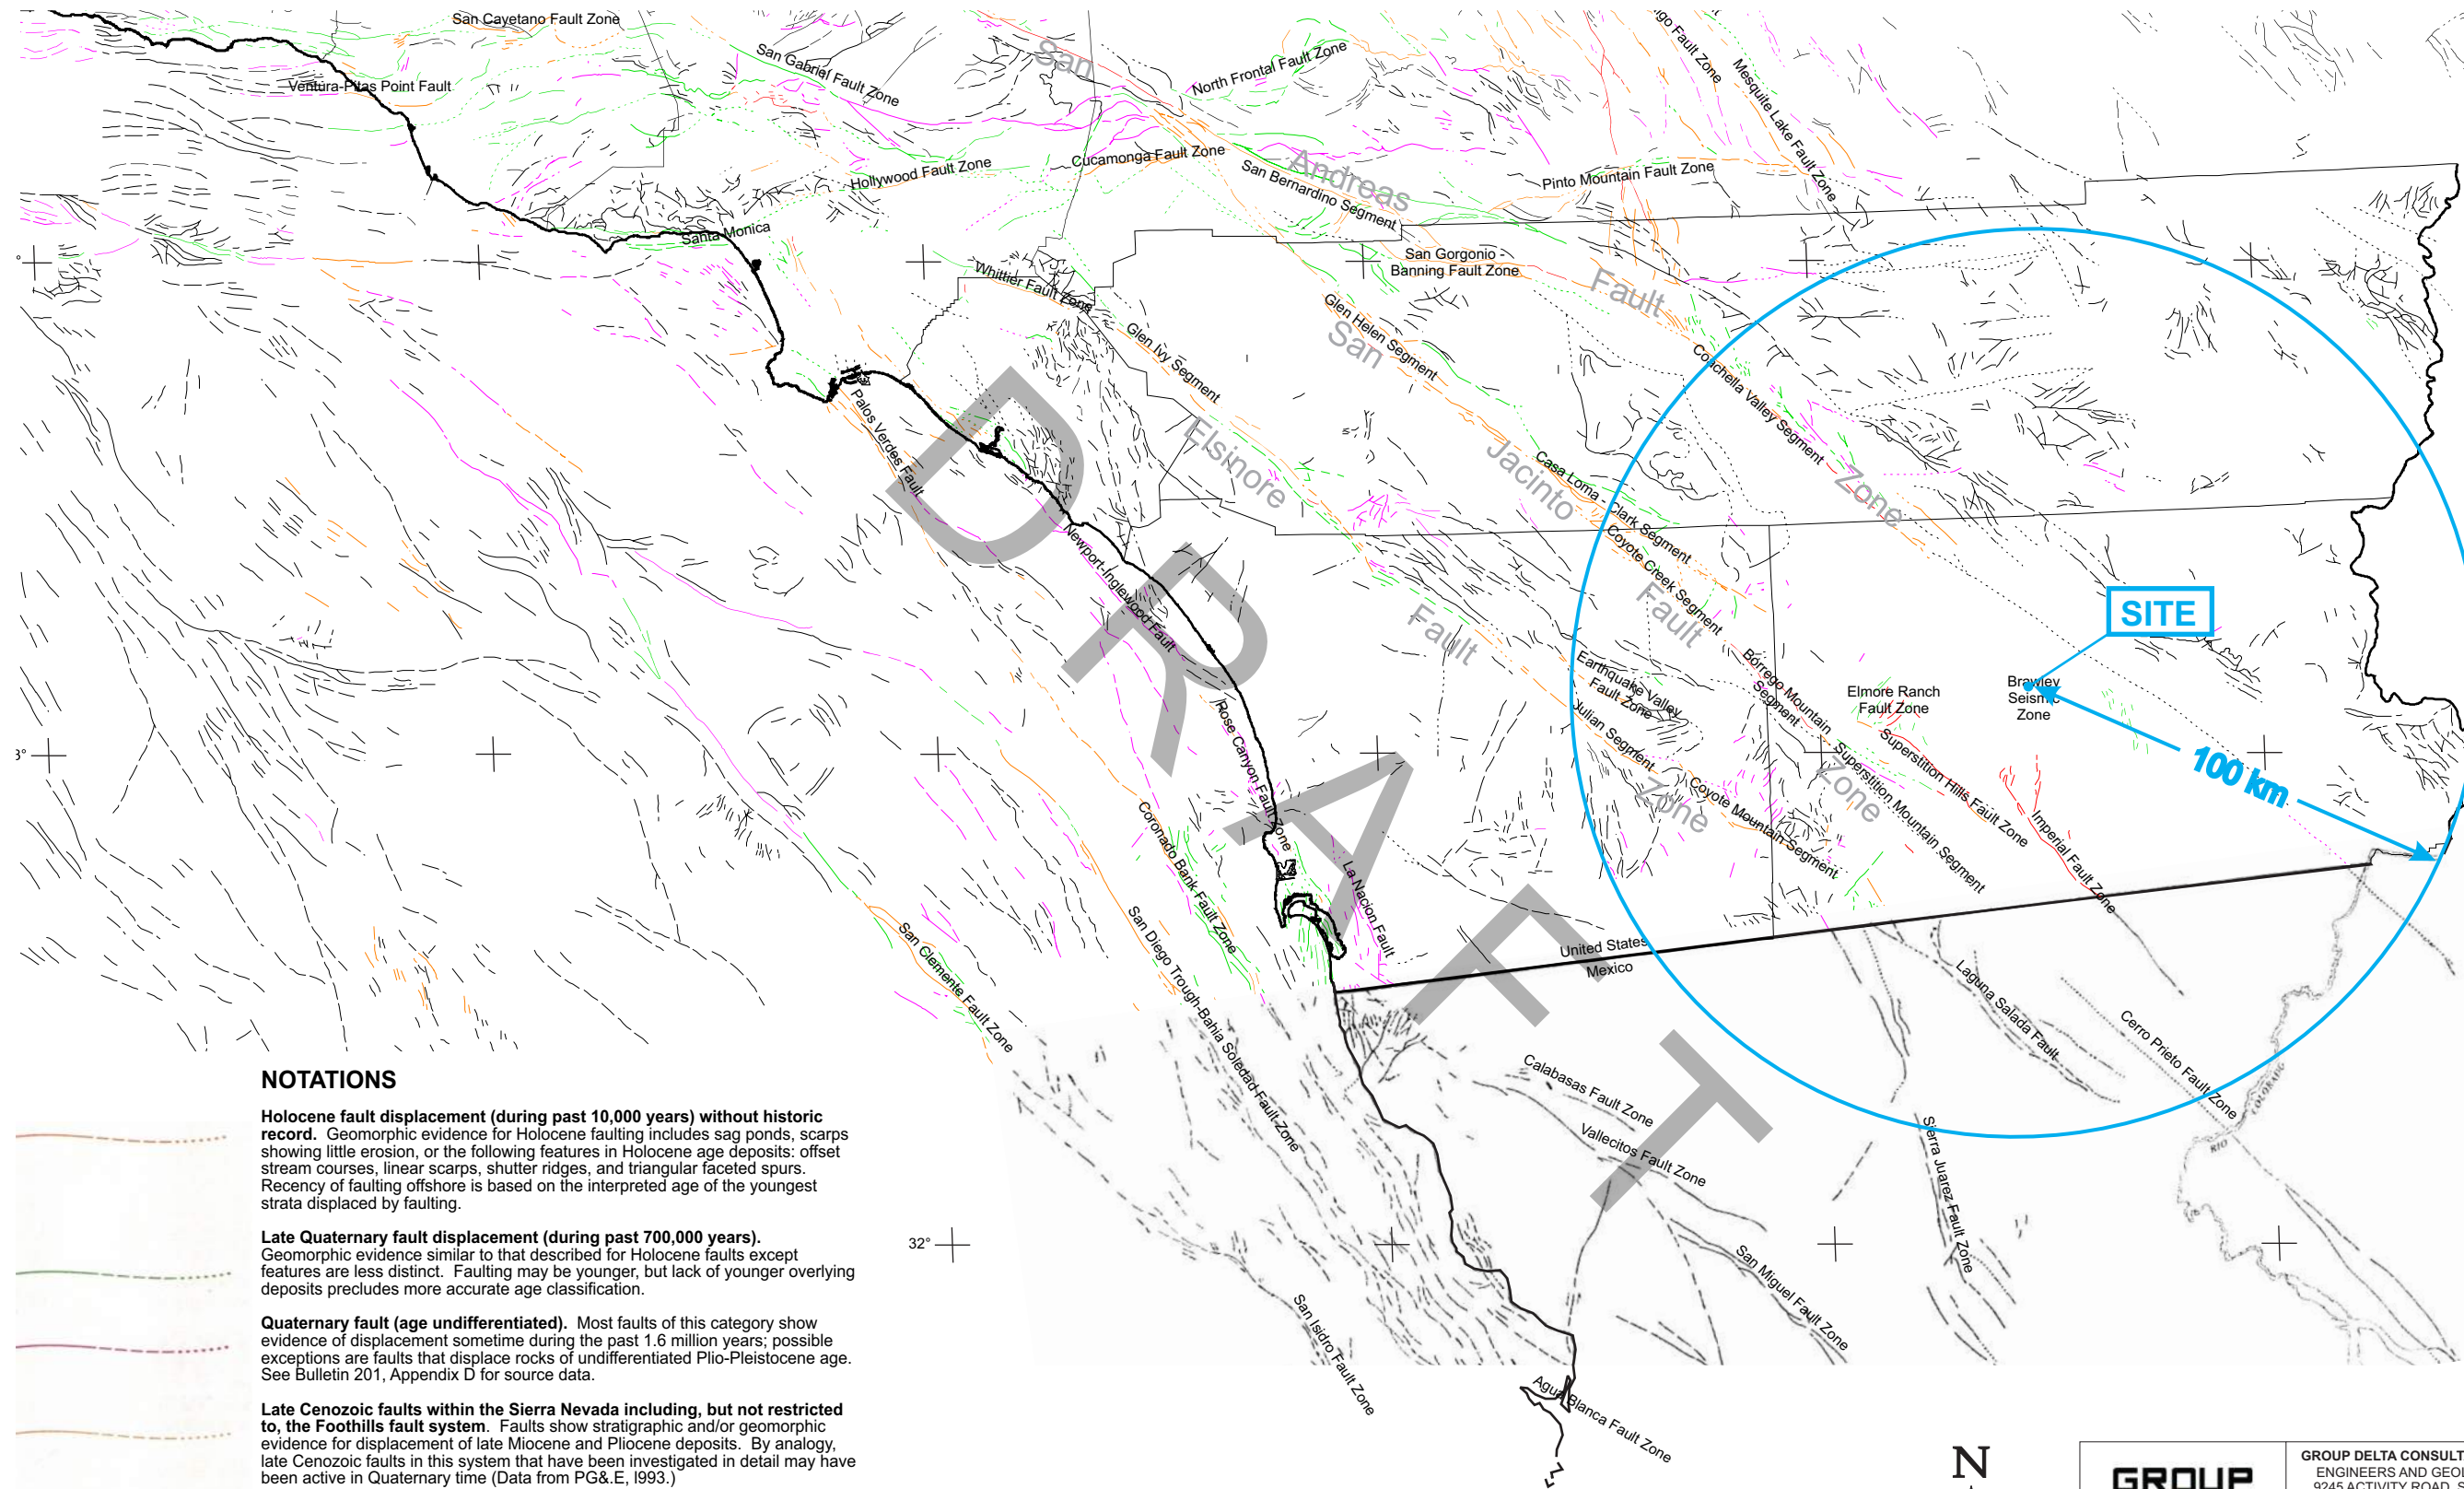 San Cayetano Fault Zone
Ventura-Pitas Point Fault
San Gabriel Fault Zone
San
Andreas
Fault
Zone
North Frontal Fault Zone
Mesquite Lake Fault Zone
Fault Zone
Hollywood Fault Zone
Cucamonga Fault Zone
San Bernardino Segment
Pinto Mountain Fault Zone
Santa Monica
San Gorgonio -
Banning Fault Zone
Whittier Fault Zone
Glen Ivy Segment
Glen Helen Segment
San
Jacinto
Fault
Zone
Coachella Valley Segment
Palos Verdes Fault
Elsinore
Fault
Zone
Casa Loma -
Clark Segment
Coyote Creek Segment
Newport-Inglewood Fault
SITE
Earthquake Valley
Fault Zone
Borrego Mountain
Segment
Elmore Ranch
Fault Zone
Brawley
Seismic
Zone
Julian Segment
Rose Canyon Fault Zone
Superstition Hills Fault Zone
Superstition Mountain Segment
100 km
3°
Coyote Mountain Segment
Imperial Fault Zone
Coronado Bank Fault Zone
La Nacion Fault
San Diego Trough-Bahia Soledad Fault Zone
San Clemente Fault Zone
United States
Mexico
Laguna Salada Fault
Cerro Prieto Fault Zone
Calabasas Fault Zone
Vallecitos Fault Zone
Sierra Juarez Fault Zone
RIO
COLORADO
32°
San Miguel Fault Zone
San Isidro Fault Zone
Agua Blanca Fault Zone
DRAFT
NOTATIONS
Holocene fault displacement (during past 10,000 years) without historic
record. Geomorphic evidence for Holocene faulting includes sag ponds, scarps
showing little erosion, or the following features in Holocene age deposits: offset
stream courses, linear scarps, shutter ridges, and triangular faceted spurs.
Recency of faulting offshore is based on the interpreted age of the youngest
strata displaced by faulting.
Late Quaternary fault displacement (during past 700,000 years).
Geomorphic evidence similar to that described for Holocene faults except
features are less distinct. Faulting may be younger, but lack of younger overlying
deposits precludes more accurate age classification.
Quaternary fault (age undifferentiated). Most faults of this category show
evidence of displacement sometime during the past 1.6 million years; possible
exceptions are faults that displace rocks of undifferentiated Plio-Pleistocene age.
See Bulletin 201, Appendix D for source data.
Late Cenozoic faults within the Sierra Nevada including, but not restricted
to, the Foothills fault system. Faults show stratigraphic and/or geomorphic
evidence for displacement of late Miocene and Pliocene deposits. By analogy,
late Cenozoic faults in this system that have been investigated in detail may have
been active in Quaternary time (Data from PG&.E, l993.)
N
GROUP
GROUP DELTA CONSULT
ENGINEERS AND GEOL
9245 ACTIVITY ROAD, S